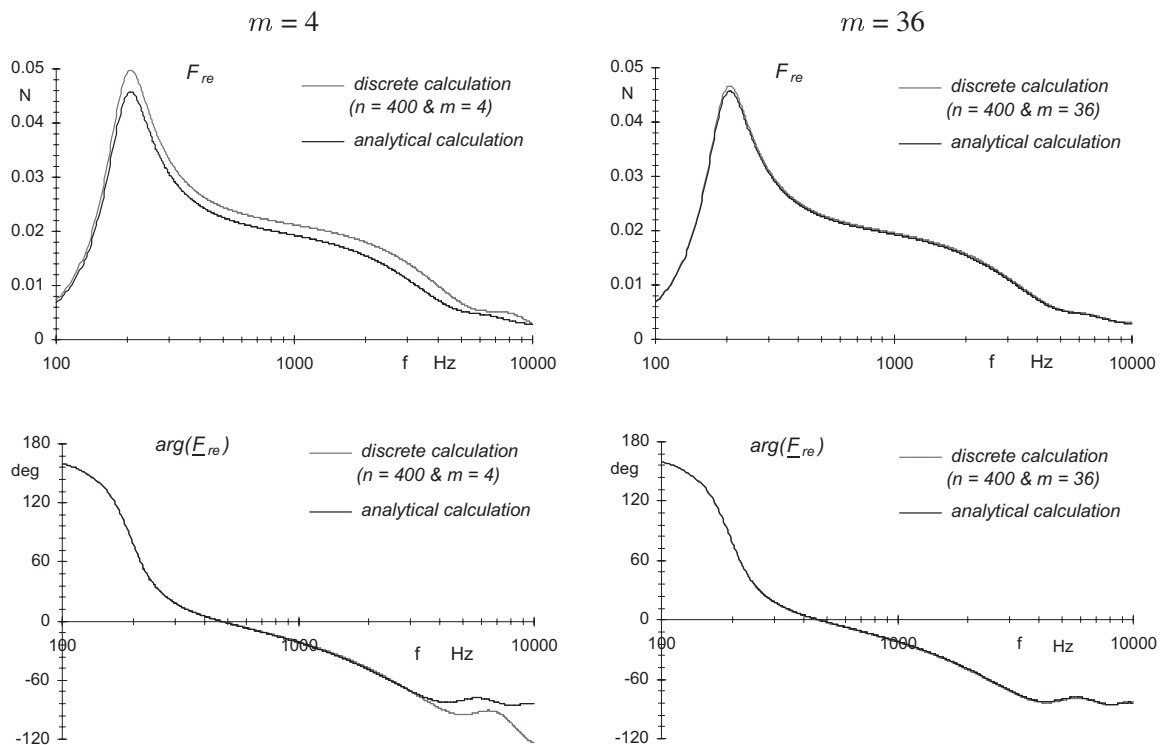 m = 4
m = 36
0.05
N
0.04
0.03
0.02
0.01
0
100
1000
f Hz
10000
F re
discrete calculation
(n = 400 & m = 4)
analytical calculation
0.05
N
0.04
0.03
0.02
0.01
0
100
1000
f Hz
10000
F re
discrete calculation
(n = 400 & m = 36)
analytical calculation
180
deg
120
60
0
-60
-120
100
1000
f Hz
10000
arg(F re)
discrete calculation
(n = 400 & m = 4)
analytical calculation
180
deg
120
60
0
-60
-120
100
1000
f Hz
10000
arg(F re)
discrete calculation
(n = 400 & m = 36)
analytical calculation